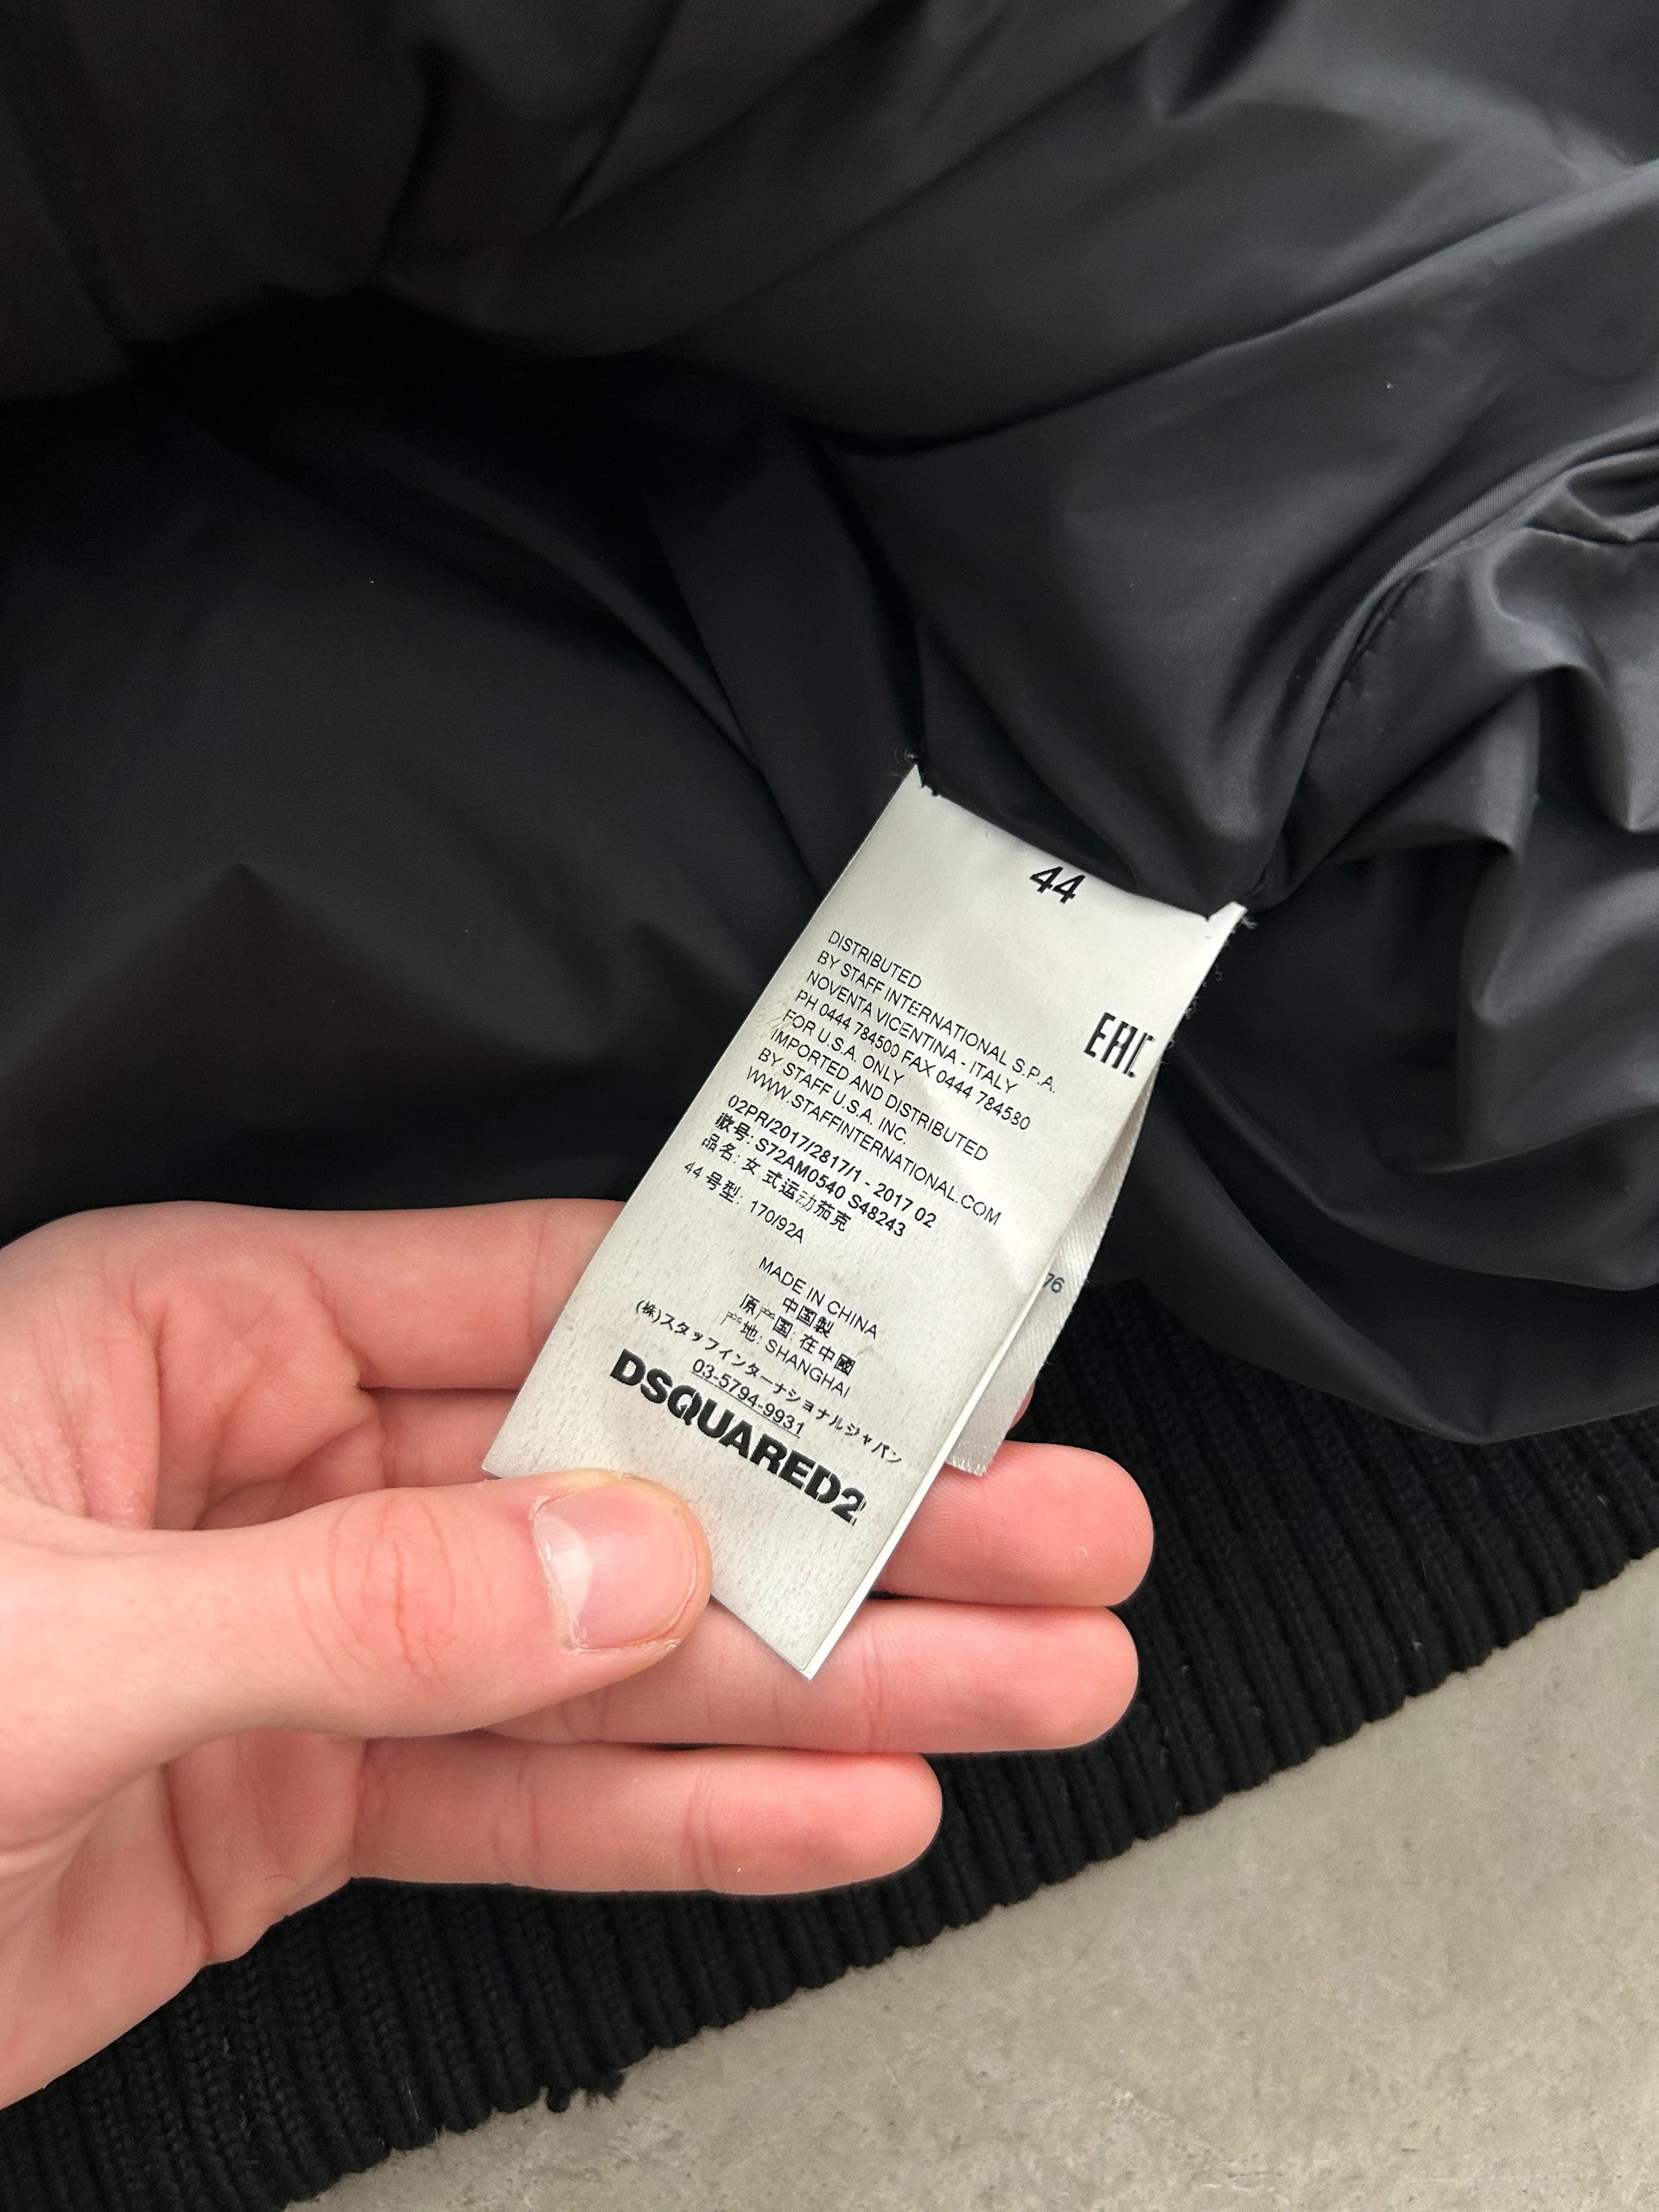 44
EAC
DISTRIBUTED
BY STAFF INTERNATIONAL S.P.A.
NOVENTA VICENTINA - ITALY
PH 0444 784500 FAX 0444 784580
FOR U.S.A. ONLY
IMPORTED AND DISTRIBUTED
BY STAFF U.S.A. INC.
WWW.STAFFINTERNATIONAL.COM
02PR/2017/2817/1 - 2017 02
款号: S72AM0540 S48243
品名: 女式运动茄克
44 号型: 170/92A
MADE IN CHINA
中国製
原产国: 在中國
产地: SHANGHAI
(株)スタッフインターナショナルジャパン
03-5794-9931
DSQUARED2
76